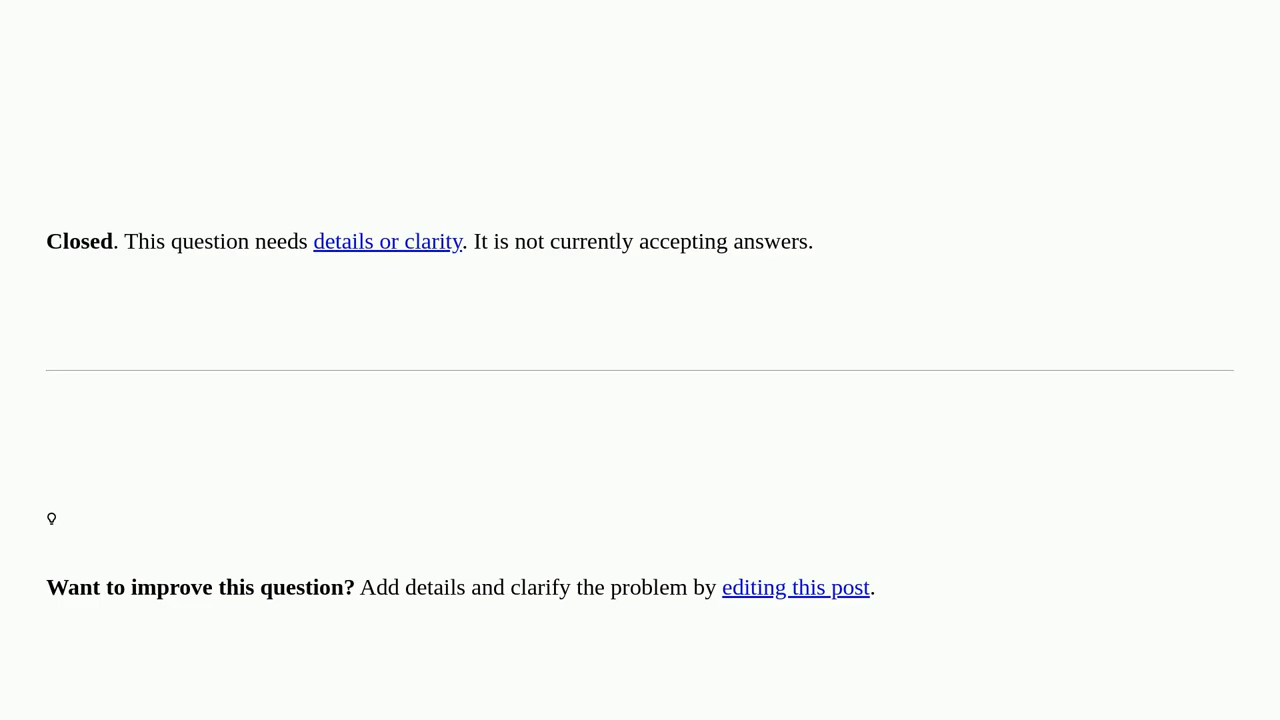 Closed. This question needs details or clarity. It is not currently accepting answers.
Want to improve this question? Add details and clarify the problem by editing this post.